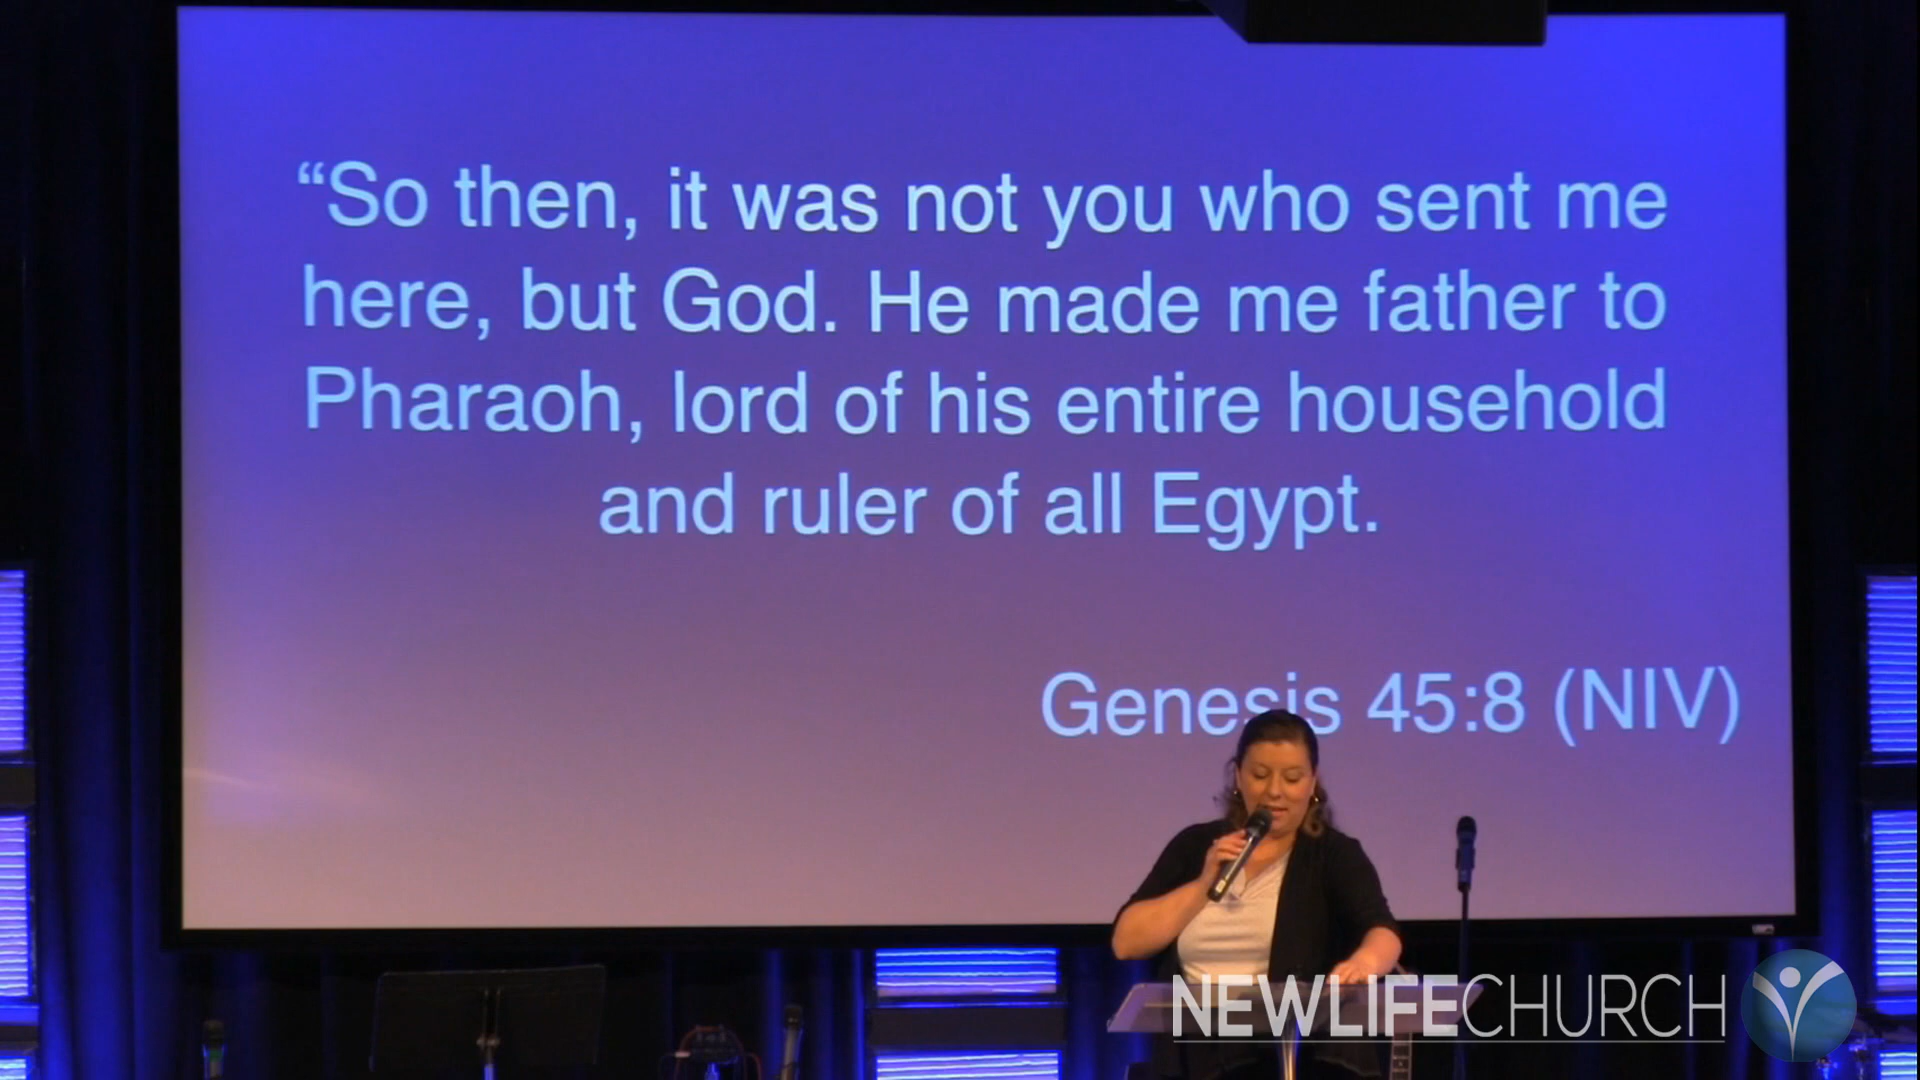 “So then, it was not you who sent me
here, but God. He made me father to
Pharaoh, lord of his entire household
and ruler of all Egypt.
Genesis 45:8 (NIV)
NEWLIFECHURCH